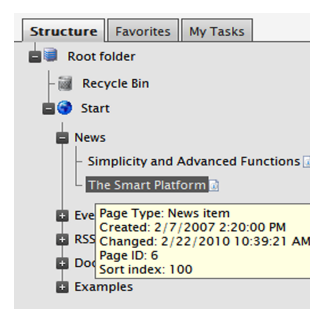 Structure Favorites My Tasks
Root folder
Recycle Bin
Start
News
Simplicity and Advanced Functions
The Smart Platform
Eve
Page Type: News item
Created: 2/7/2007 2:20:00 PM
RSS
Changed: 2/22/2010 10:39:21 AM
Doc
Page ID: 6
Sort index: 100
Examples